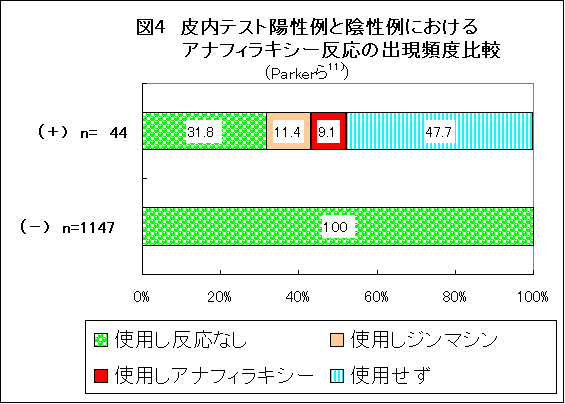 図4 皮内テスト陽性例と陰性例における
アナフィラキシー反応の出現頻度比較
(Parkerら11))
(+) n= 44
31.8
11.4
9.1
47.7
(-) n=1147
100
0% 20% 40% 60% 80% 100%
使用し反応なし 使用しジンマシン
使用しアナフィラキシー 使用せず